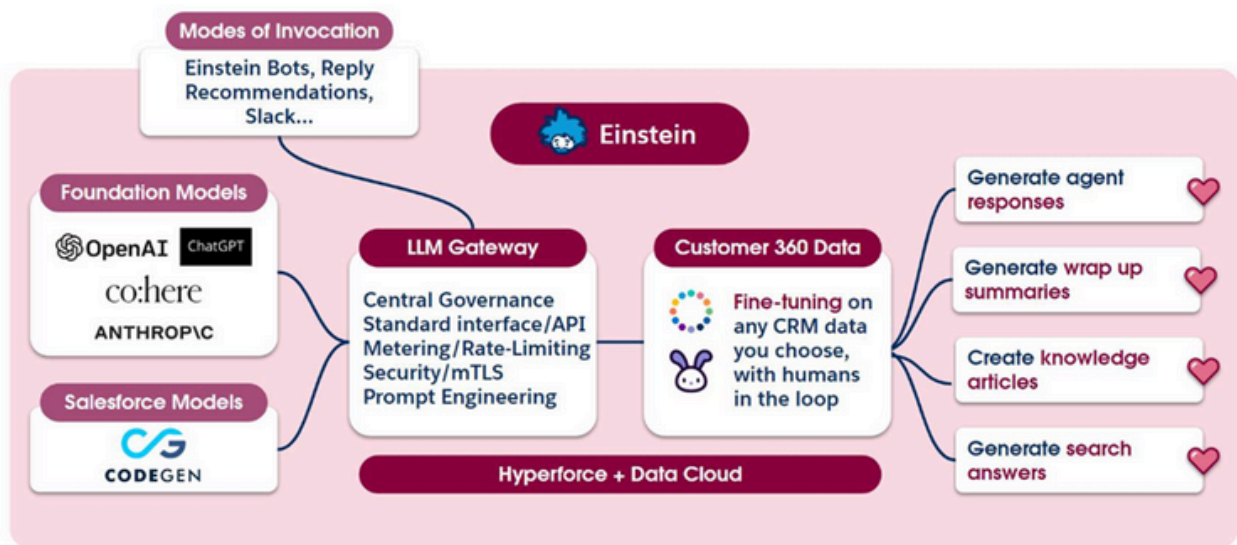 Modes of Invocation
Einstein Bots, Reply
Recommendations,
Slack...
Einstein
Foundation Models
OpenAI
ChatGPT
co:here
ANTHROP\C
Salesforce Models
CODEGEN
LLM Gateway
Central Governance
Standard interface/API
Metering/Rate-Limiting
Security/mTLS
Prompt Engineering
Customer 360 Data
Fine-tuning on
any CRM data
you choose,
with humans
in the loop
Hyperforce + Data Cloud
Generate agent
responses
Generate wrap up
summaries
Create knowledge
articles
Generate search
answers